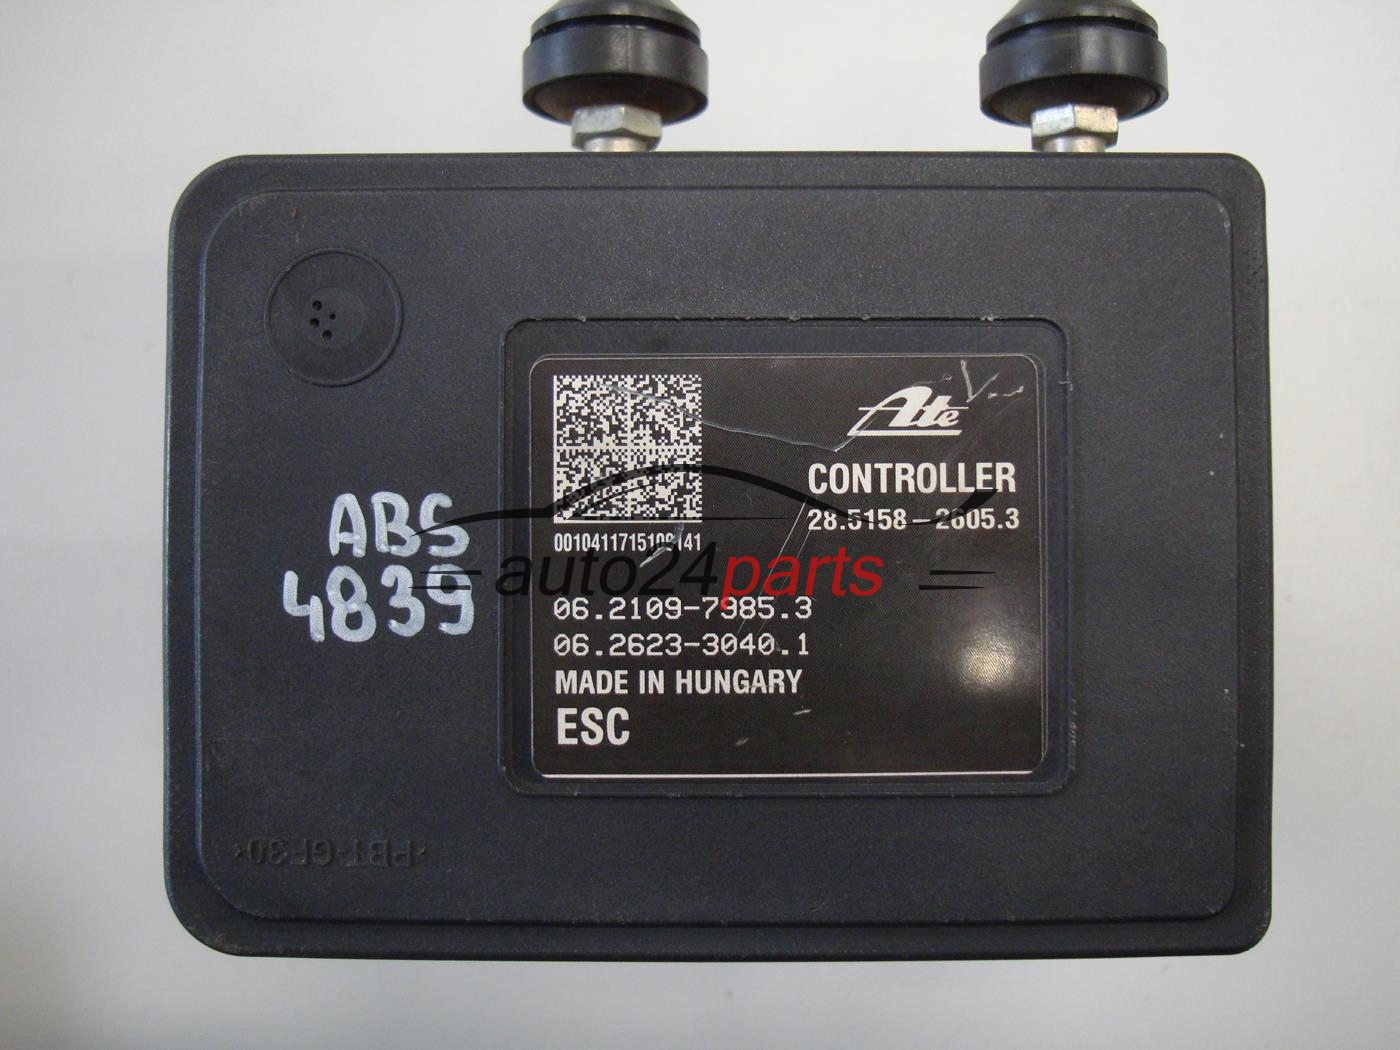 Ate
CONTROLLER
28.5158-2605.3
06.2109-7985.3
06.2623-3040.1
MADE IN HUNGARY
ESC
ABS
4839
auto24parts
>PBT-GF30<